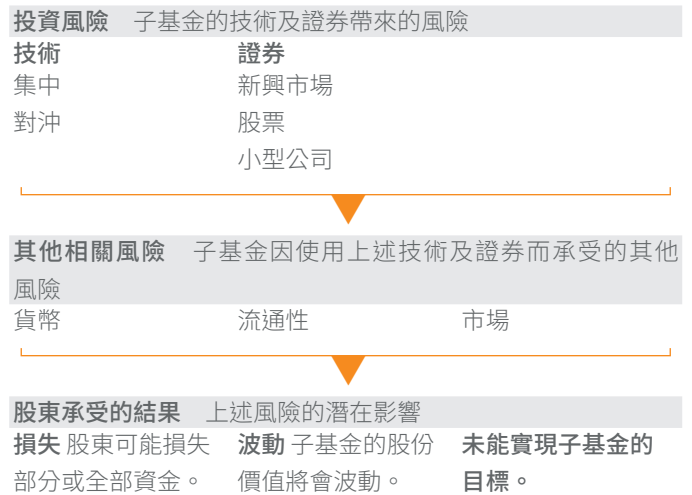 投資風險 子基金的技術及證券帶來的風險
技術 證券
集中 新興市場
對沖 股票
小型公司
其他相關風險 子基金因使用上述技術及證券而承受的其他
風險
貨幣 流通性 市場
股東承受的結果 上述風險的潛在影響
損失 股東可能損失 波動 子基金的股份 未能實現子基金的
部分或全部資金。 價值將會波動。 目標。